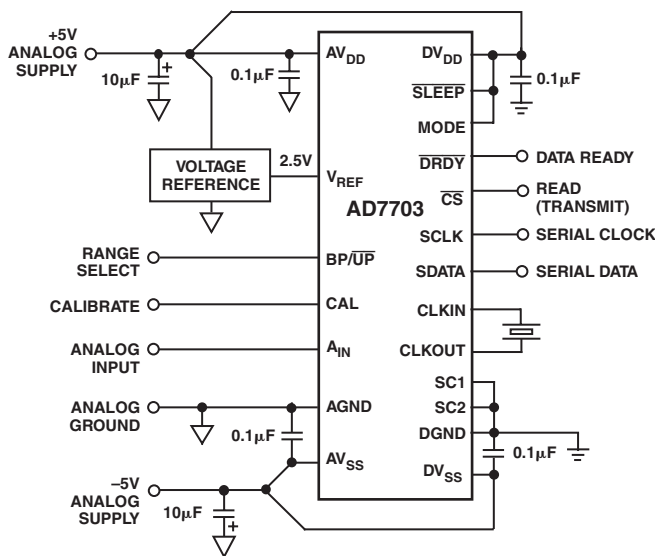 +5V
ANALOG
SUPPLY
10µF
+
0.1µF
AVDD
DVDD
0.1µF
SLEEP
MODE
VOLTAGE
REFERENCE
2.5V
VREF
DRDY
DATA READY
AD7703
CS
READ
(TRANSMIT)
SCLK
SERIAL CLOCK
RANGE
SELECT
BP/UP
SDATA
SERIAL DATA
CALIBRATE
CAL
CLKIN
ANALOG
INPUT
AIN
CLKOUT
SC1
ANALOG
GROUND
AGND
SC2
DGND
0.1µF
0.1µF
AVSS
DVSS
–5V
ANALOG
SUPPLY
10µF
+